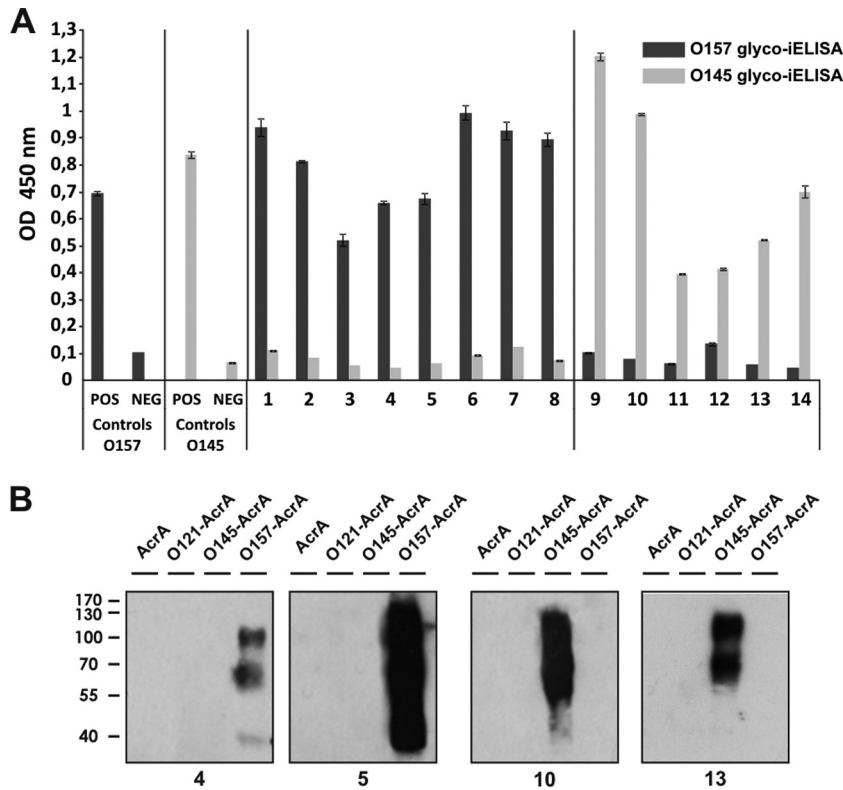 A
1,3
1,2
1,1
1
0,9
0,8
0,7
0,6
0,5
0,4
0,3
0,2
0,1
0
OD 450 nm
O157 glyco-iELISA
O145 glyco-iELISA
POS NEG POS NEG 1 2 3 4 5 6 7 8 9 10 11 12 13 14
Controls Controls
O157 O145
B
AcrA O121-AcrA O145-AcrA O157-AcrA
AcrA O121-AcrA O145-AcrA O157-AcrA
AcrA O121-AcrA O145-AcrA O157-AcrA
AcrA O121-AcrA O145-AcrA O157-AcrA
170
130
100
70
55
40
4 5 10 13